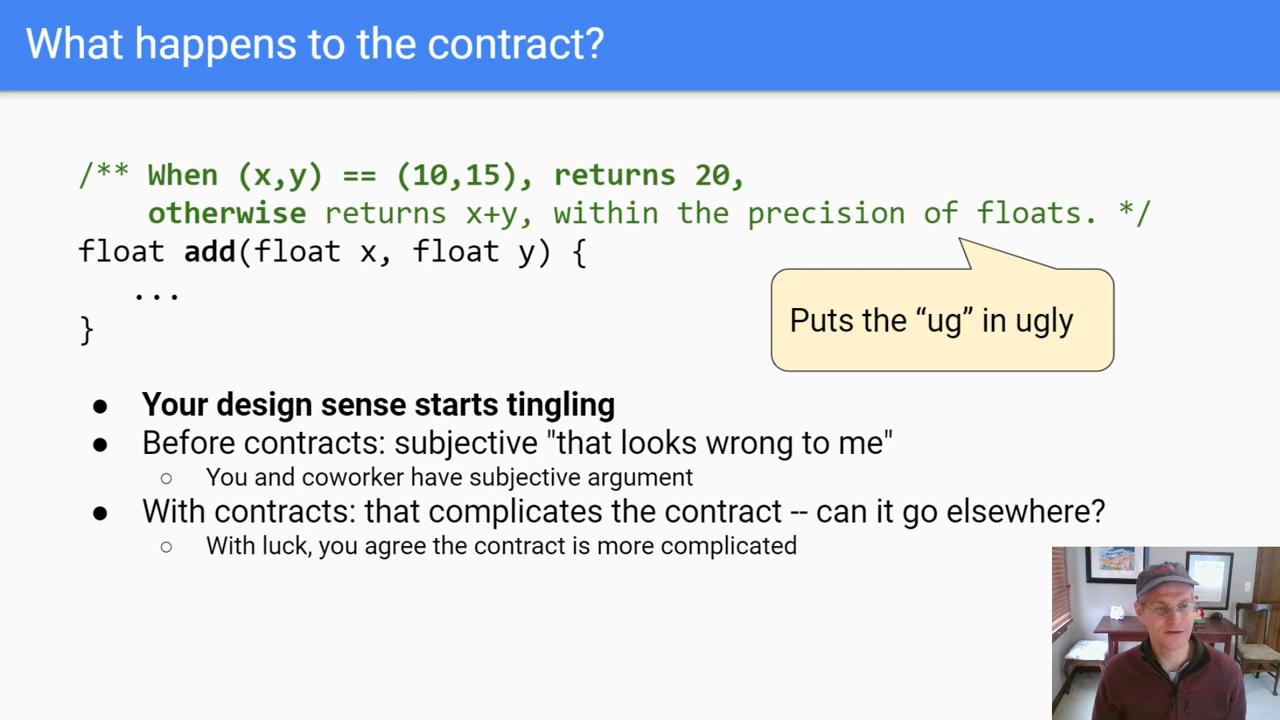 What happens to the contract?
/** When (x,y) == (10,15), returns 20,
otherwise returns x+y, within the precision of floats. */
float add(float x, float y) {
...
}
Puts the “ug” in ugly
● Your design sense starts tingling
● Before contracts: subjective "that looks wrong to me"
○ You and coworker have subjective argument
● With contracts: that complicates the contract -- can it go elsewhere?
○ With luck, you agree the contract is more complicated